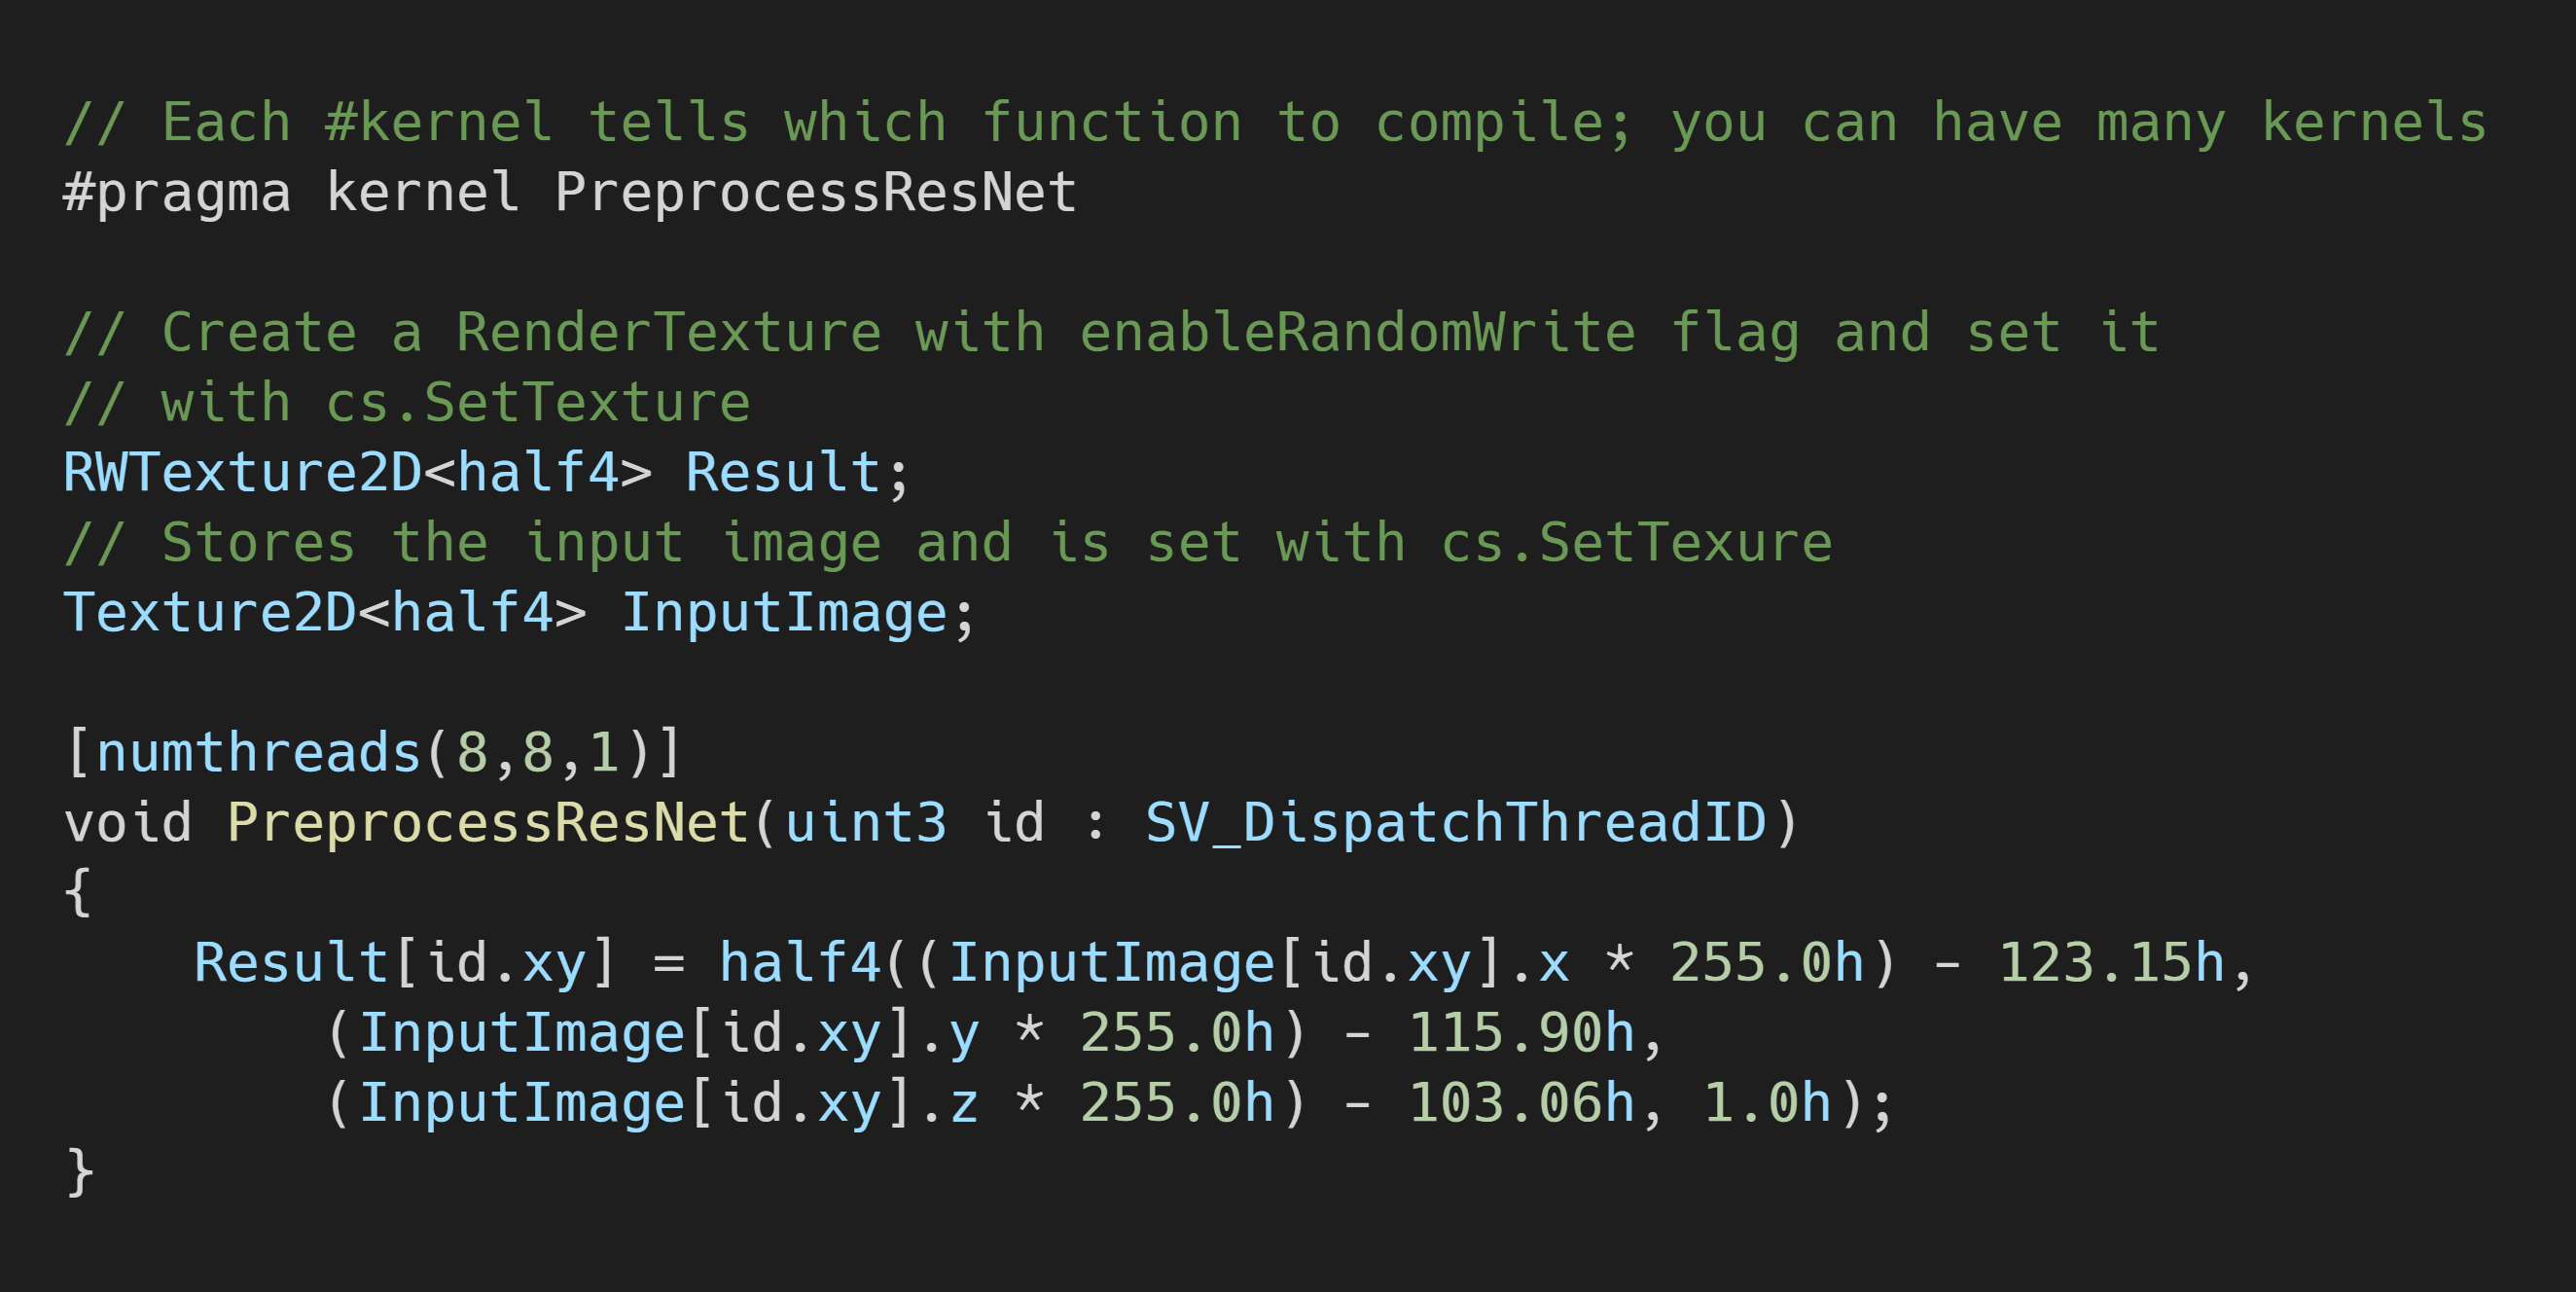 // Each #kernel tells which function to compile; you can have many kernels
#pragma kernel PreprocessResNet
// Create a RenderTexture with enableRandomWrite flag and set it
// with cs.SetTexture
RWTexture2D<half4> Result;
// Stores the input image and is set with cs.SetTexure
Texture2D<half4> InputImage;
[numthreads(8,8,1)]
void PreprocessResNet(uint3 id : SV_DispatchThreadID)
{
    Result[id.xy] = half4((InputImage[id.xy].x * 255.0h) - 123.15h,
        (InputImage[id.xy].y * 255.0h) - 115.90h,
        (InputImage[id.xy].z * 255.0h) - 103.06h, 1.0h);
}